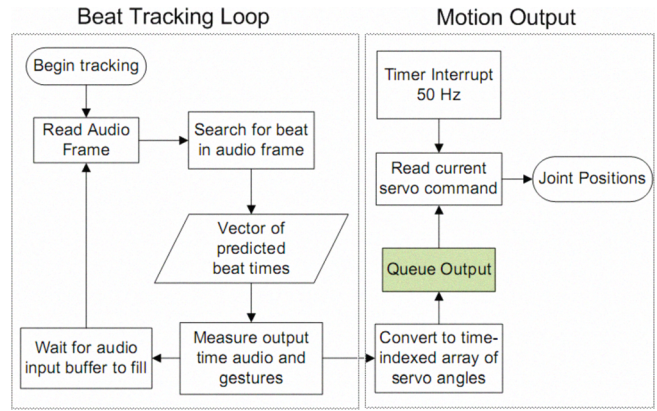 Beat Tracking Loop
Begin tracking
Read Audio
Frame
Search for beat
in audio frame
Vector of
predicted
beat times
Measure output
time audio and
gestures
Wait for audio
input buffer to fill
Motion Output
Timer Interrupt
50 Hz
Read current
servo command
Joint Positions
Queue Output
Convert to time-
indexed array of
servo angles